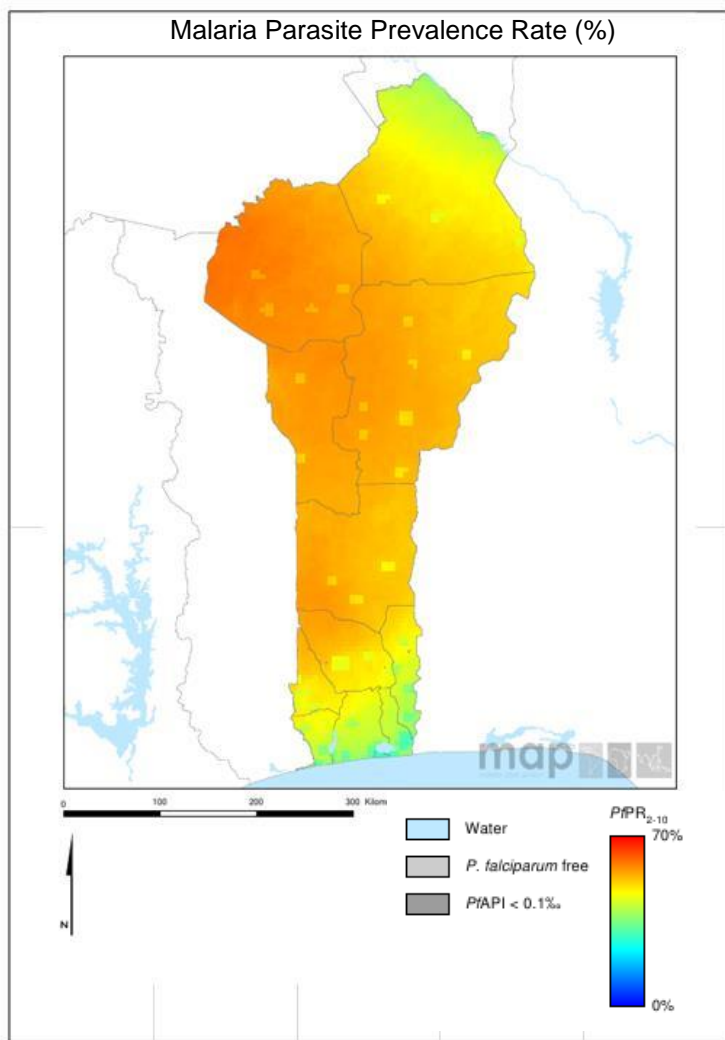 Malaria Parasite Prevalence Rate (%)
map
0 100 200 300 Kilom
N
Water
P. falciparum free
PfAPI < 0.1‰
PfPR2-10
70%
0%